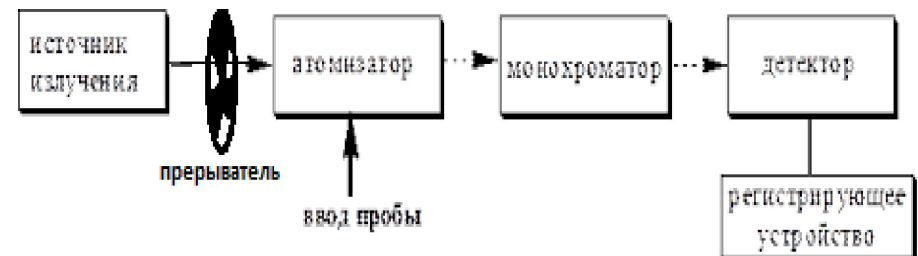 источник
излучения
прерыватель
атомизатор
ввод пробы
монохроматор
детектор
регистрирующее
устройство